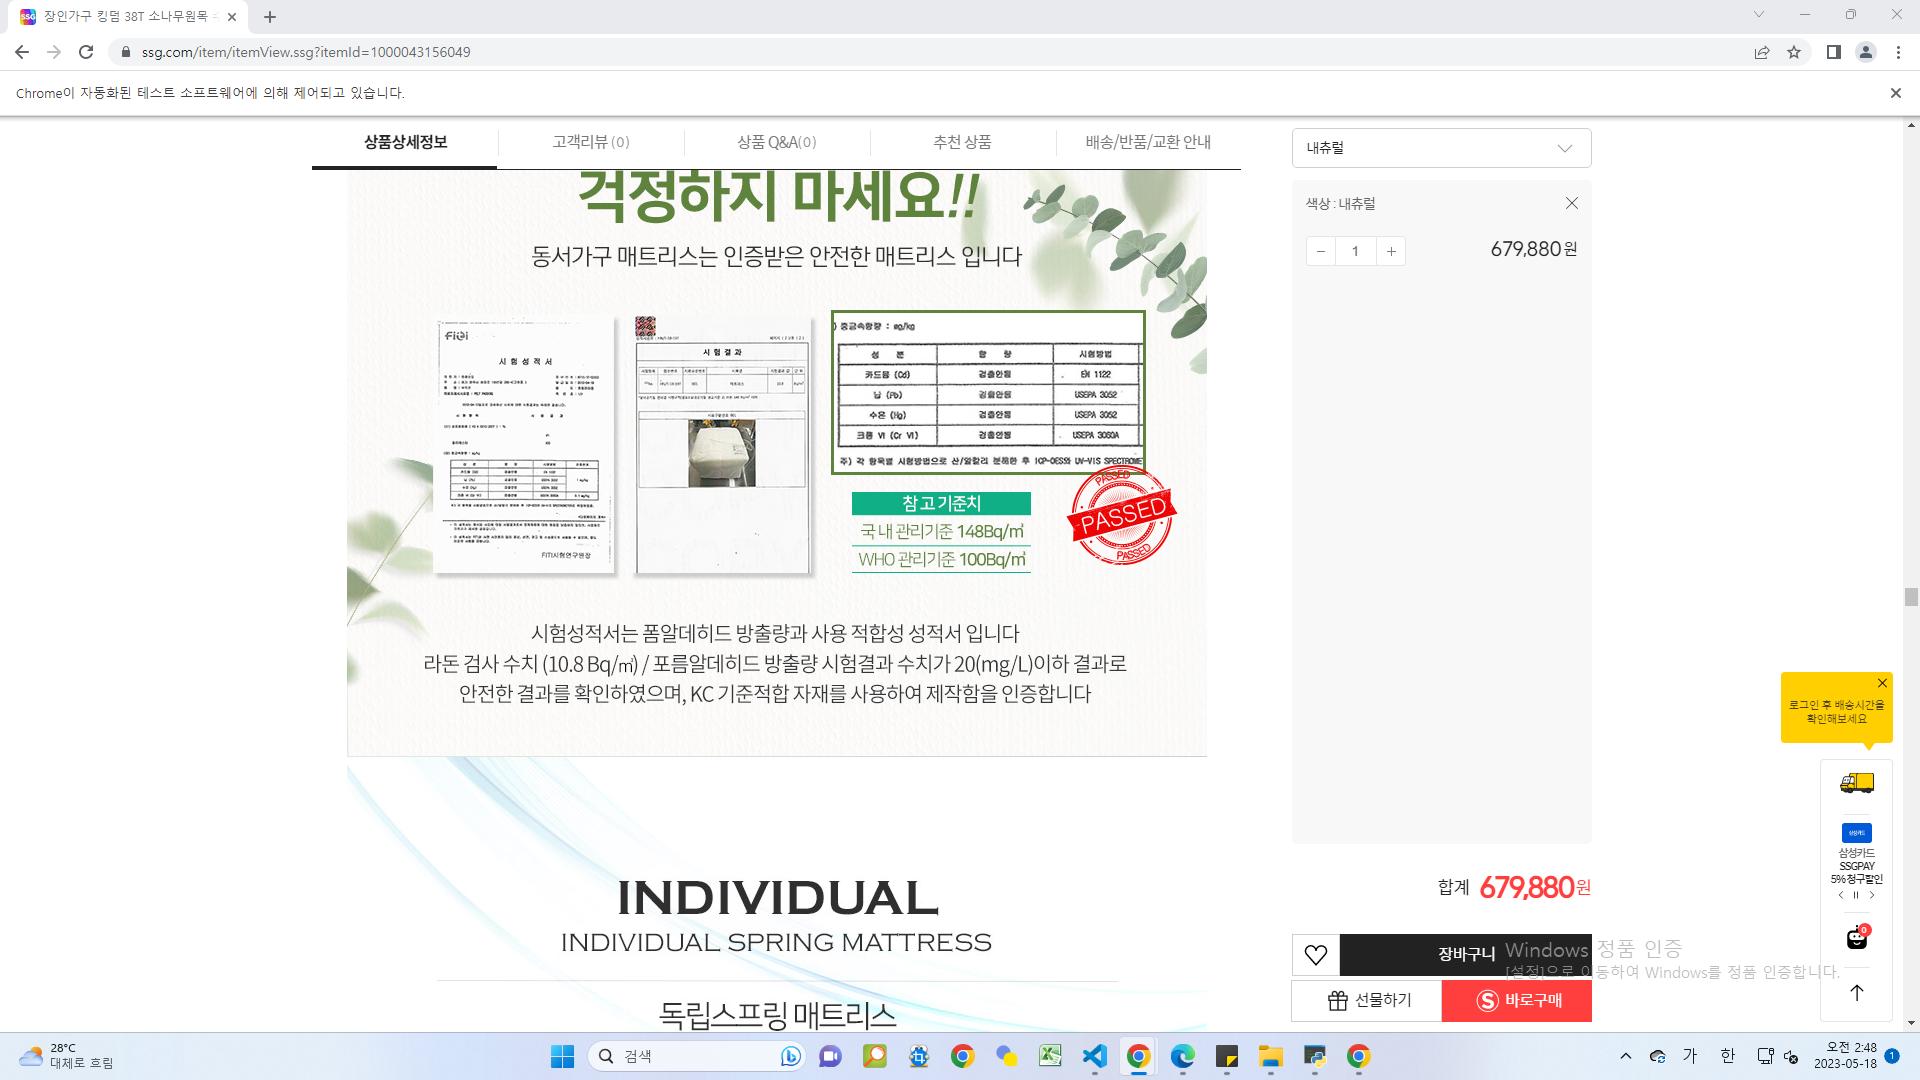 장인가구 킹덤 38T 소나무원목
ssg.com/item/itemView.ssg?itemId=1000043156049
Chrome이 자동화된 테스트 소프트웨어에 의해 제어되고 있습니다.
상품상세정보
고객리뷰 (0)
상품 Q&A(0)
추천 상품
배송/반품/교환 안내
내츄럴
색상 : 내츄럴
1
679,880원
걱정하지 마세요!!
동서가구 매트리스는 인증받은 안전한 매트리스 입니다
FITI
시 험 성 적 서
FITI시험연구원장
시 험 결 과
중금속함량 : mg/kg
성 분 함 량 시험방법
카드뮴 (Cd) 검출안됨 EN 1122
납 (Pb) 검출안됨 USEPA 3052
수은 (Hg) 검출안됨 USEPA 3052
크롬 VI (Cr VI) 검출안됨 USEPA 3060A
주) 각 항목별 시험방법으로 산/알칼리 분해한 후 ICP-OES와 UV-VIS SPECTROME
참고기준치
국내 관리기준 148Bq/㎥
WHO 관리기준 100Bq/㎥
PASSED
PASSED
PASSED
시험성적서는 폼알데히드 방출량과 사용 적합성 성적서 입니다
라돈 검사 수치 (10.8 Bq/㎥) / 포름알데히드 방출량 시험결과 수치가 20(mg/L)이하 결과로
안전한 결과를 확인하였으며, KC 기준적합 자재를 사용하여 제작함을 인증합니다
INDIVIDUAL
INDIVIDUAL SPRING MATTRESS
독립스프링 매트리스
합계 679,880원
장바구니
선물하기
바로구매
Windows 정품 인증
[설정]으로 이동하여 Windows를 정품 인증합니다.
로그인 후 배송시간을
확인해보세요
삼성카드
삼성카드
SSGPAY
5% 청구할인
0
28°C
대체로 흐림
검색
가
한
오전 2:48
2023-05-18
1